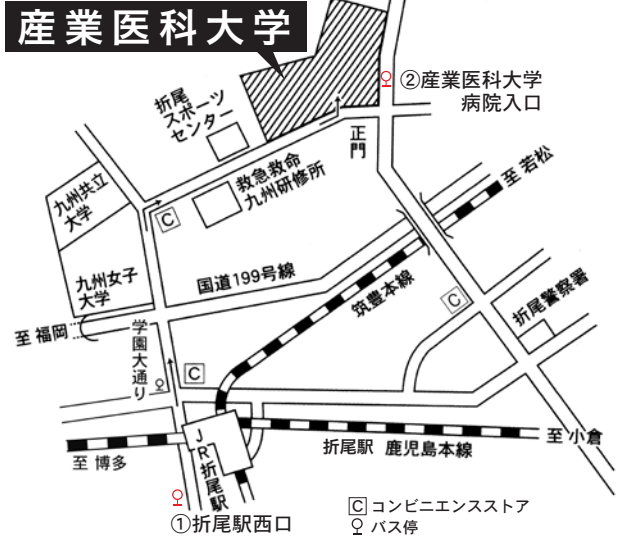 産業医科大学
②産業医科大学
病院入口
折尾
スポーツ
センター
正門
至 若松
救急救命
九州研修所
九州共立
大学
C
九州女子
大学
国道199号線
筑豊本線
C
折尾警察署
至 福岡
学園大通り
C
JR折尾駅
至 小倉
折尾駅 鹿児島本線
至 博多
①折尾駅西口
C コンビニエンスストア
バス停